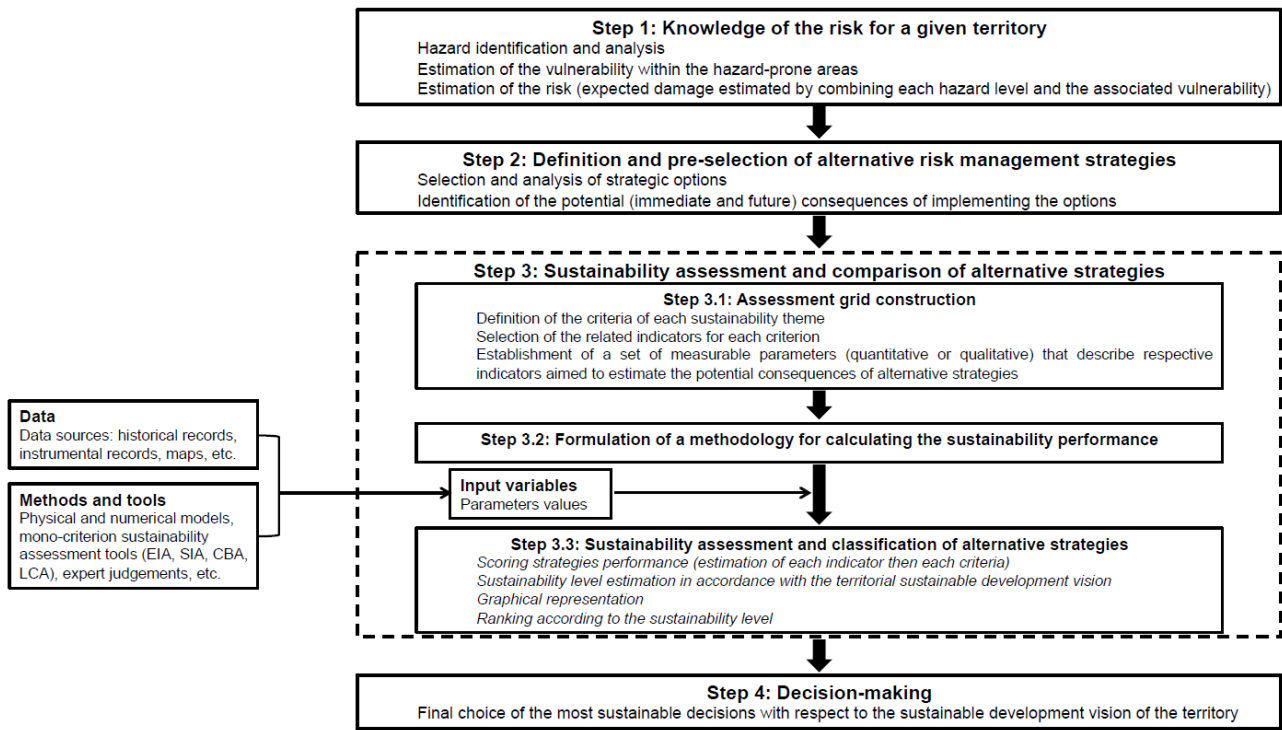 Step 1: Knowledge of the risk for a given territory
Hazard identification and analysis
Estimation of the vulnerability within the hazard-prone areas
Estimation of the risk (expected damage estimated by combining each hazard level and the associated vulnerability)
Step 2: Definition and pre-selection of alternative risk management strategies
Selection and analysis of strategic options
Identification of the potential (immediate and future) consequences of implementing the options
Step 3: Sustainability assessment and comparison of alternative strategies
Step 3.1: Assessment grid construction
Definition of the criteria of each sustainability theme
Selection of the related indicators for each criterion
Establishment of a set of measurable parameters (quantitative or qualitative) that describe respective
indicators aimed to estimate the potential consequences of alternative strategies
Data
Data sources: historical records,
instrumental records, maps, etc.
Step 3.2: Formulation of a methodology for calculating the sustainability performance
Methods and tools
Physical and numerical models,
mono-criterion sustainability
assessment tools (EIA, SIA, CBA,
LCA), expert judgements, etc.
Input variables
Parameters values
Step 3.3: Sustainability assessment and classification of alternative strategies
Scoring strategies performance (estimation of each indicator then each criteria)
Sustainability level estimation in accordance with the territorial sustainable development vision
Graphical representation
Ranking according to the sustainability level
Step 4: Decision-making
Final choice of the most sustainable decisions with respect to the sustainable development vision of the territory